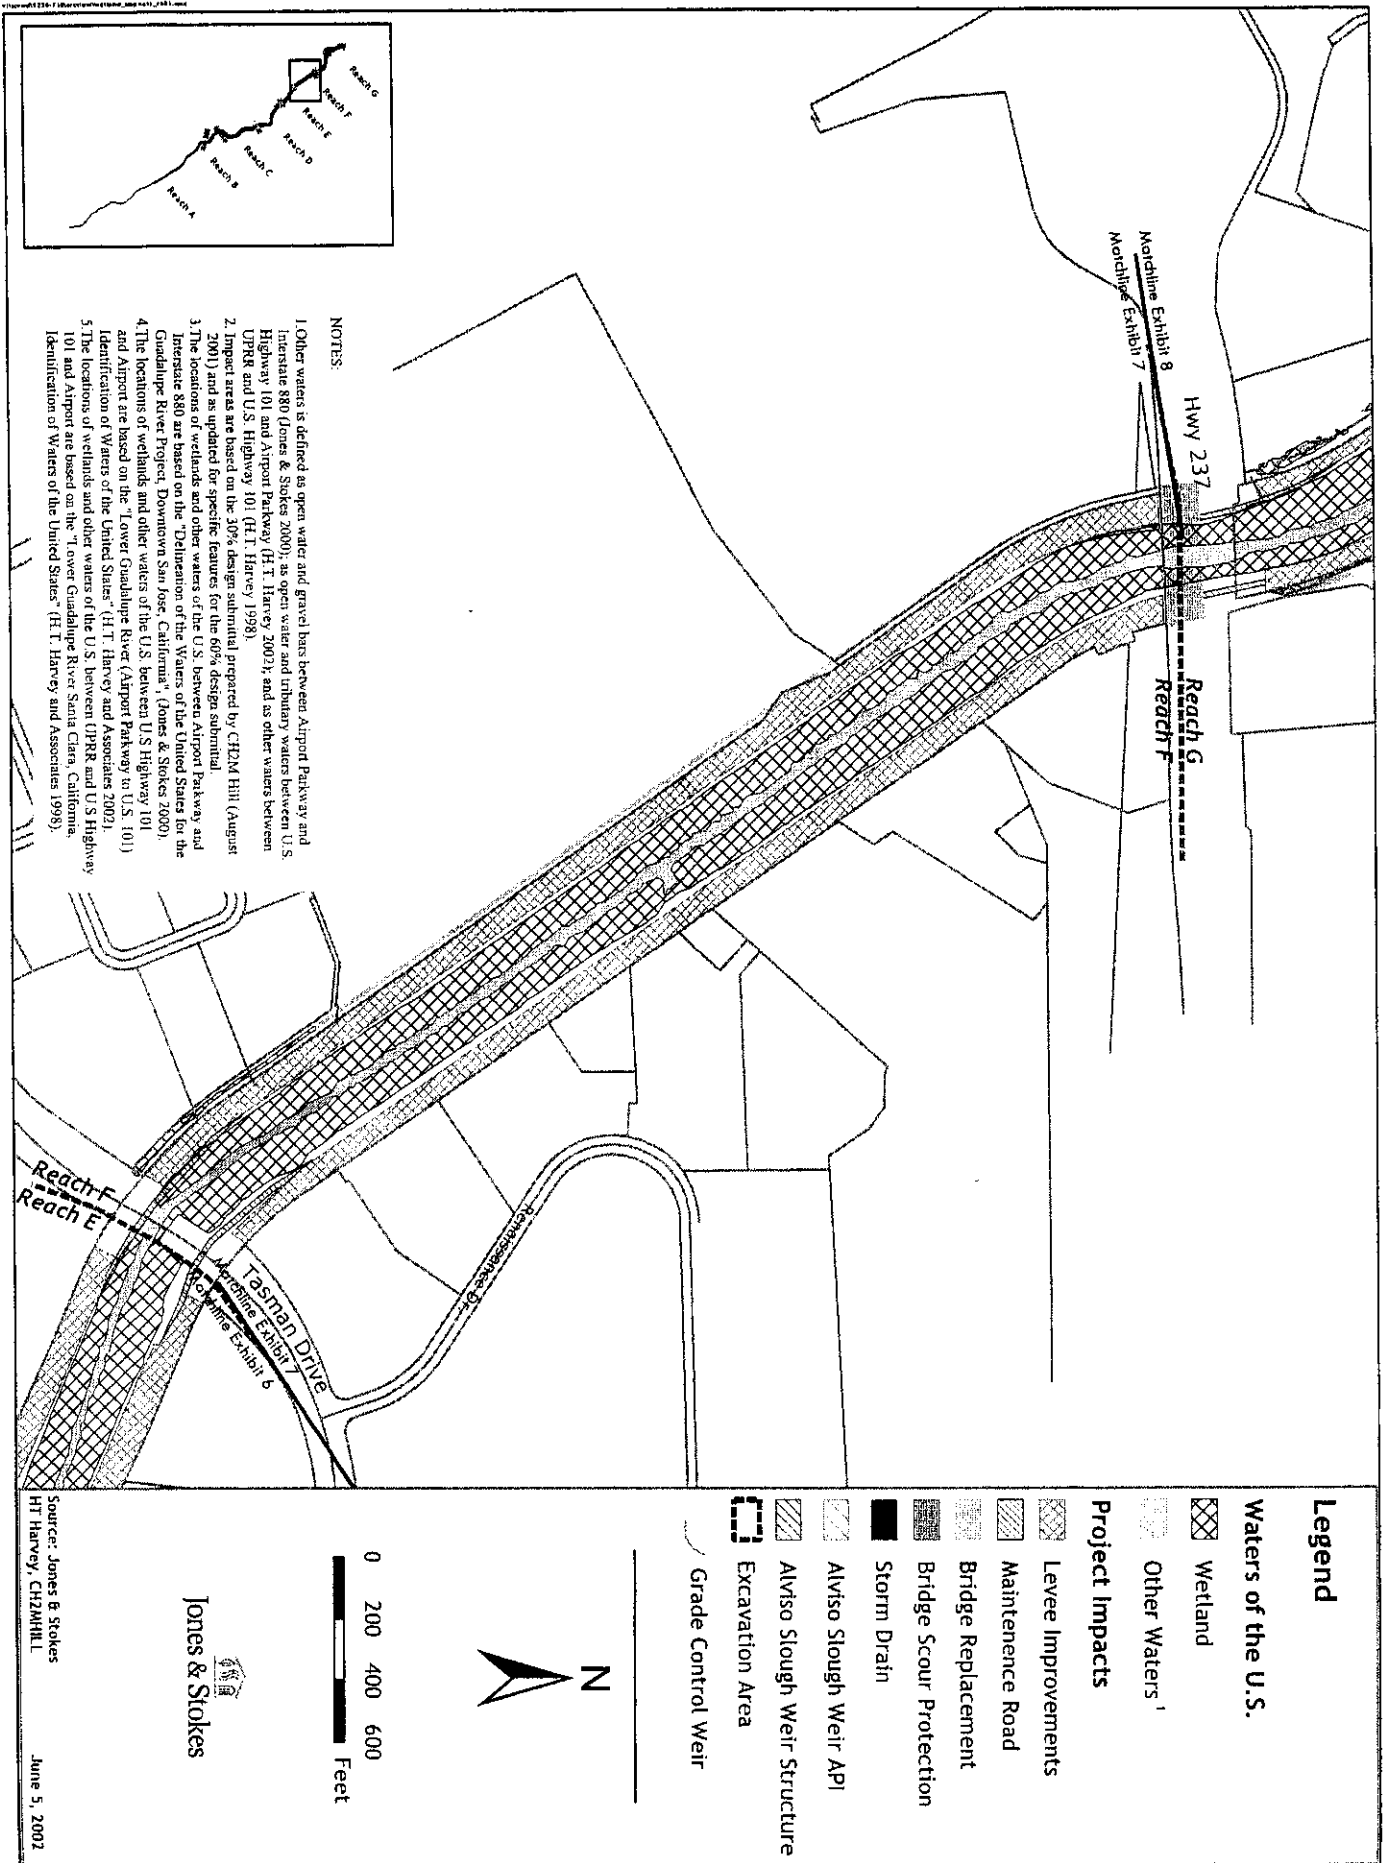 Reach G
Reach F
Reach E
Reach D
Reach C
Reach B
Reach A
Matchline Exhibit 8
Matchline Exhibit 7
Hwy 237
Reach G
Reach F
Reach F
Reach E
Tasman Drive
Matchline Exhibit 7
Matchline Exhibit 6
Renaissance Dr
NOTES:
1.Other waters is defined as open water and gravel bars between Airport Parkway and
Interstate 880 (Jones & Stokes 2000); as open water and tributary waters between U.S.
Highway 101 and Airport Parkway (H.T. Harvey 2002); and as other waters between
UPRR and U.S. Highway 101 (H.T. Harvey 1998).
2. Impact areas are based on the 30% design submittal prepared by CH2M Hill (August
2001) and as updated for specific features for the 60% design submittal.
3.The locations of wetlands and other waters of the U.S. between Airport Parkway and
Interstate 880 are based on the "Delineation of the Waters of the United States for the
Guadalupe River Project, Downtown San Jose, California", (Jones & Stokes 2000).
4.The locations of wetlands and other waters of the U.S. between U.S Highway 101
and Airport are based on the "Lower Guadalupe River (Airport Parkway to U.S. 101)
Identification of Waters of the United States" (H.T. Harvey and Associates 2002).
5.The locations of wetlands and other waters of the U.S. between UPRR and U.S Highway
101 and Airport are based on the "Lower Guadalupe River Santa Clara, California,
Identification of Waters of the United States" (H.T. Harvey and Associates 1998).
Legend
Waters of the U.S.
Wetland
Other Waters ¹
Project Impacts
Levee Improvements
Maintenence Road
Bridge Replacement
Bridge Scour Protection
Storm Drain
Alviso Slough Weir API
Alviso Slough Weir Structure
Excavation Area
Grade Control Weir
N
0 200 400 600
Feet
Jones & Stokes
Source: Jones & Stokes
HT Harvey, CH2MHILL
June 5, 2002